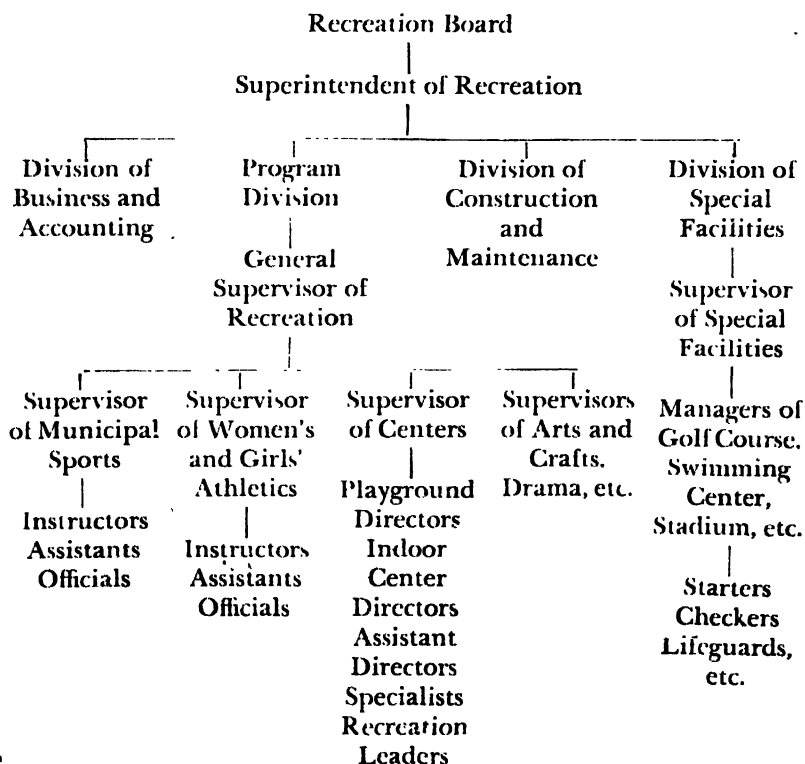 Recreation Board
Superintendent of Recreation
Division of
Business and
Accounting
Program
Division
Division of
Construction
and
Maintenance
Division of
Special
Facilities
General
Supervisor of
Recreation
Supervisor
of Special
Facilities
Supervisor
of Municipal
Sports
Supervisor
of Women's
and Girls'
Athletics
Supervisor
of Centers
Supervisors
of Arts and
Crafts.
Drama, etc.
Managers of
Golf Course.
Swimming
Center,
Stadium, etc.
Instructors
Assistants
Officials
Instructors
Assistants
Officials
Playground
Directors
Indoor
Center
Directors
Assistant
Directors
Specialists
Recreation
Leaders
Starters
Checkers
Lifeguards,
etc.